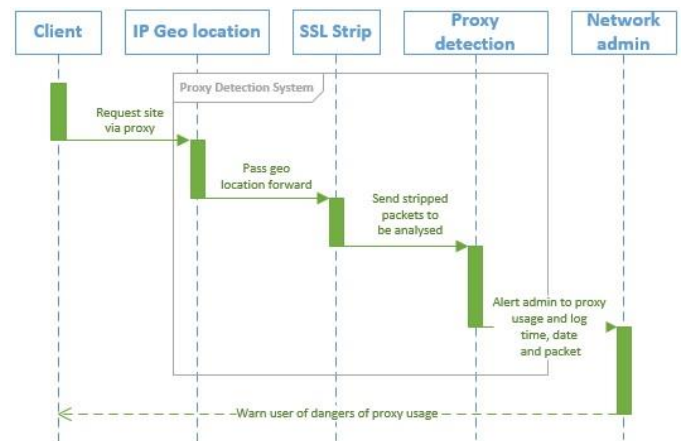 Client
IP Geo location
SSL Strip
Proxy
detection
Network
admin
Proxy Detection System
Request site
via proxy
Pass geo
location forward
Send stripped
packets to
be analysed
Alert admin to proxy
usage and log
time, date
and packet
Warn user of dangers of proxy usage